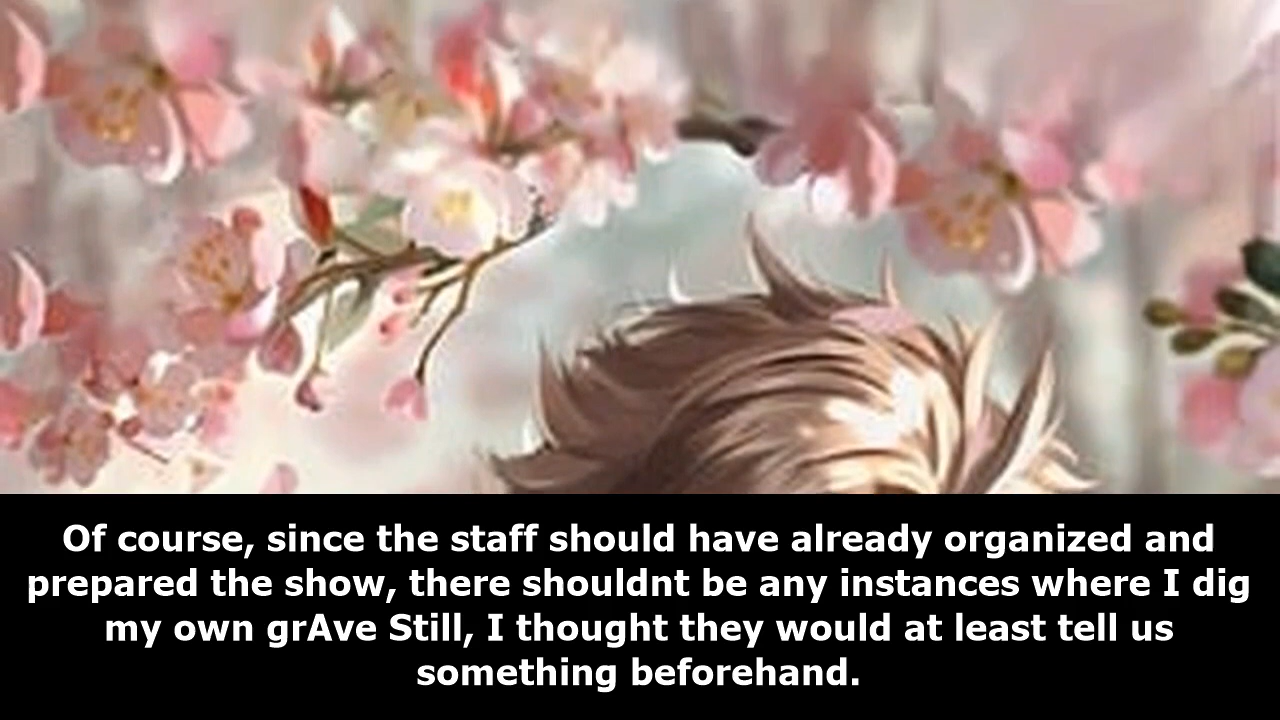 Of course, since the staff should have already organized and
prepared the show, there shouldnt be any instances where I dig
my own grAve Still, I thought they would at least tell us
something beforehand.